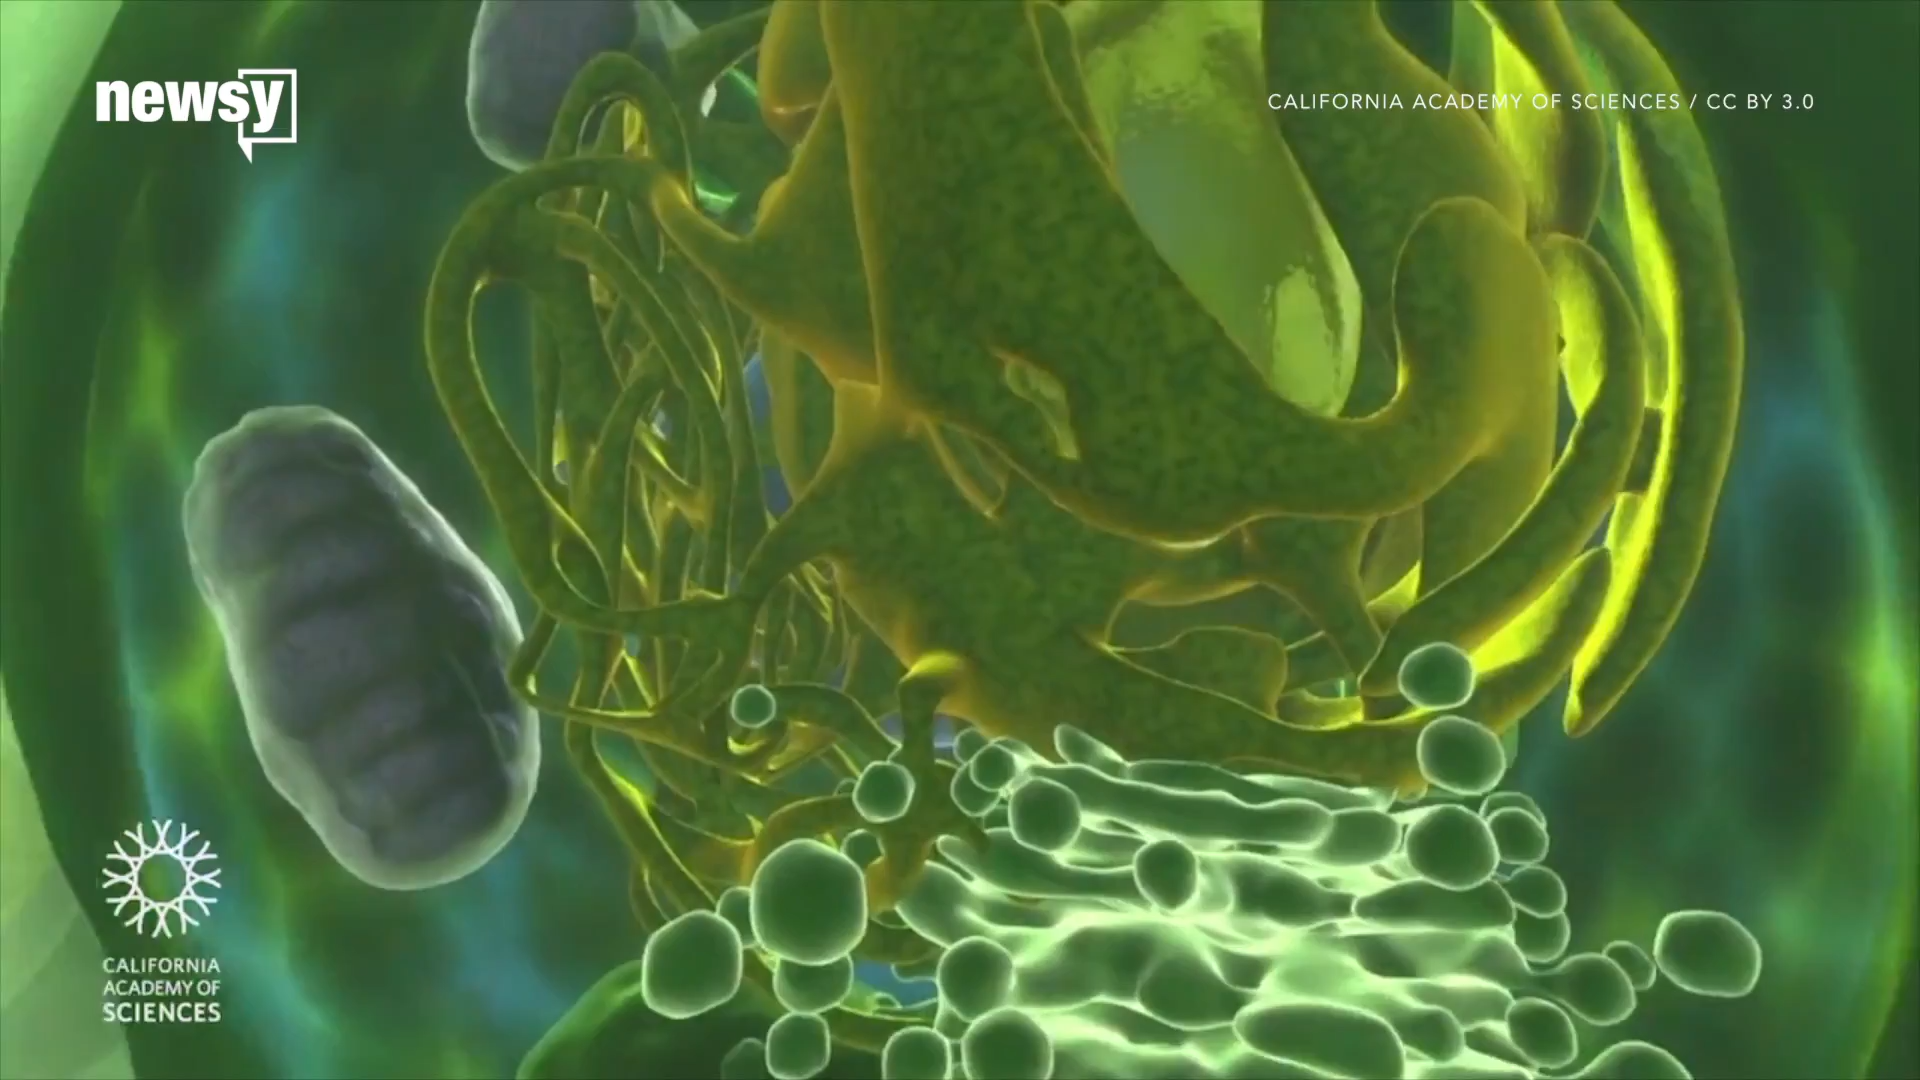 newsy
CALIFORNIA ACADEMY OF SCIENCES / CC BY 3.0
CALIFORNIA
ACADEMY OF
SCIENCES